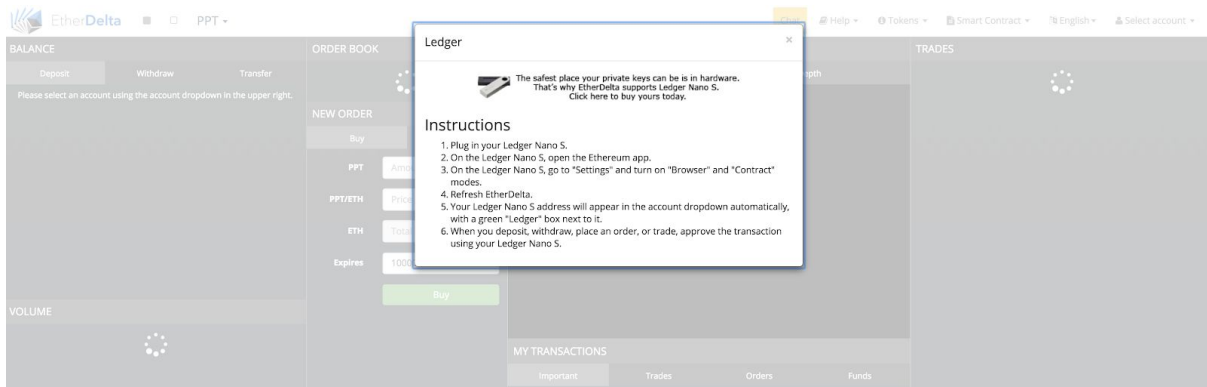 EtherDelta
PPT
Chat
Help
Tokens
Smart Contract
English
Select account
BALANCE
Deposit Withdraw Transfer
Please select an account using the account dropdown in the upper right.
VOLUME
ORDER BOOK
NEW ORDER
Buy
PPT
PPT/ETH Price
ETH Total
Expires 1000
Buy
Ledger ×
The safest place your private keys can be is in hardware.
That's why EtherDelta supports Ledger Nano S.
Click here to buy yours today.
Instructions
1. Plug in your Ledger Nano S.
2. On the Ledger Nano S, open the Ethereum app.
3. On the Ledger Nano S, go to "Settings" and turn on "Browser" and "Contract"
modes.
4. Refresh EtherDelta.
5. Your Ledger Nano S address will appear in the account dropdown automatically,
with a green "Ledger" box next to it.
6. When you deposit, withdraw, place an order, or trade, approve the transaction
using your Ledger Nano S.
MY TRANSACTIONS
Important Trades Orders Funds
TRADES